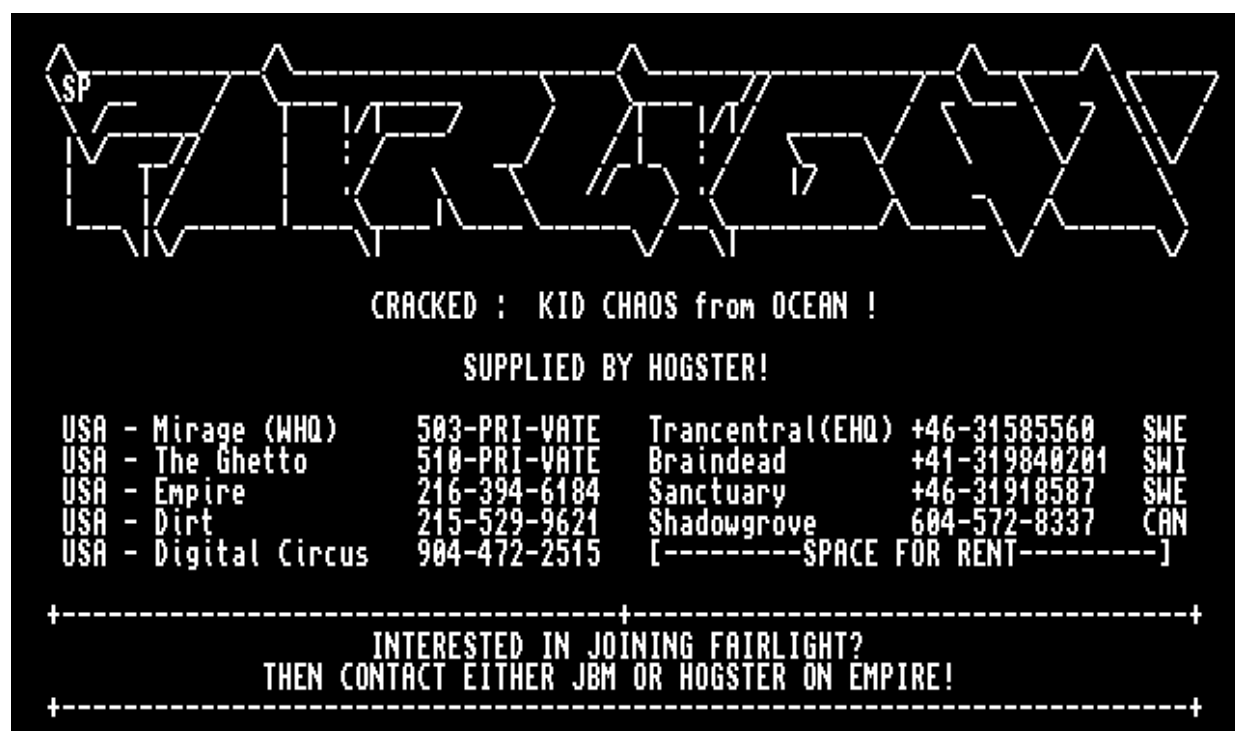 SP
FAIRLIGHT
CRACKED : KID CHAOS from OCEAN !
SUPPLIED BY HOGSTER!
USA - Mirage (WHQ) 503-PRI-VATE Trancentral(EHQ) +46-31585560 SWE
USA - The Ghetto 510-PRI-VATE Braindead +41-319840201 SWI
USA - Empire 216-394-6184 Sanctuary +46-31918587 SWE
USA - Dirt 215-529-9621 Shadowgrove 604-572-8337 CAN
USA - Digital Circus 904-472-2515 [---------SPACE FOR RENT---------]
INTERESTED IN JOINING FAIRLIGHT?
THEN CONTACT EITHER JBM OR HOGSTER ON EMPIRE!